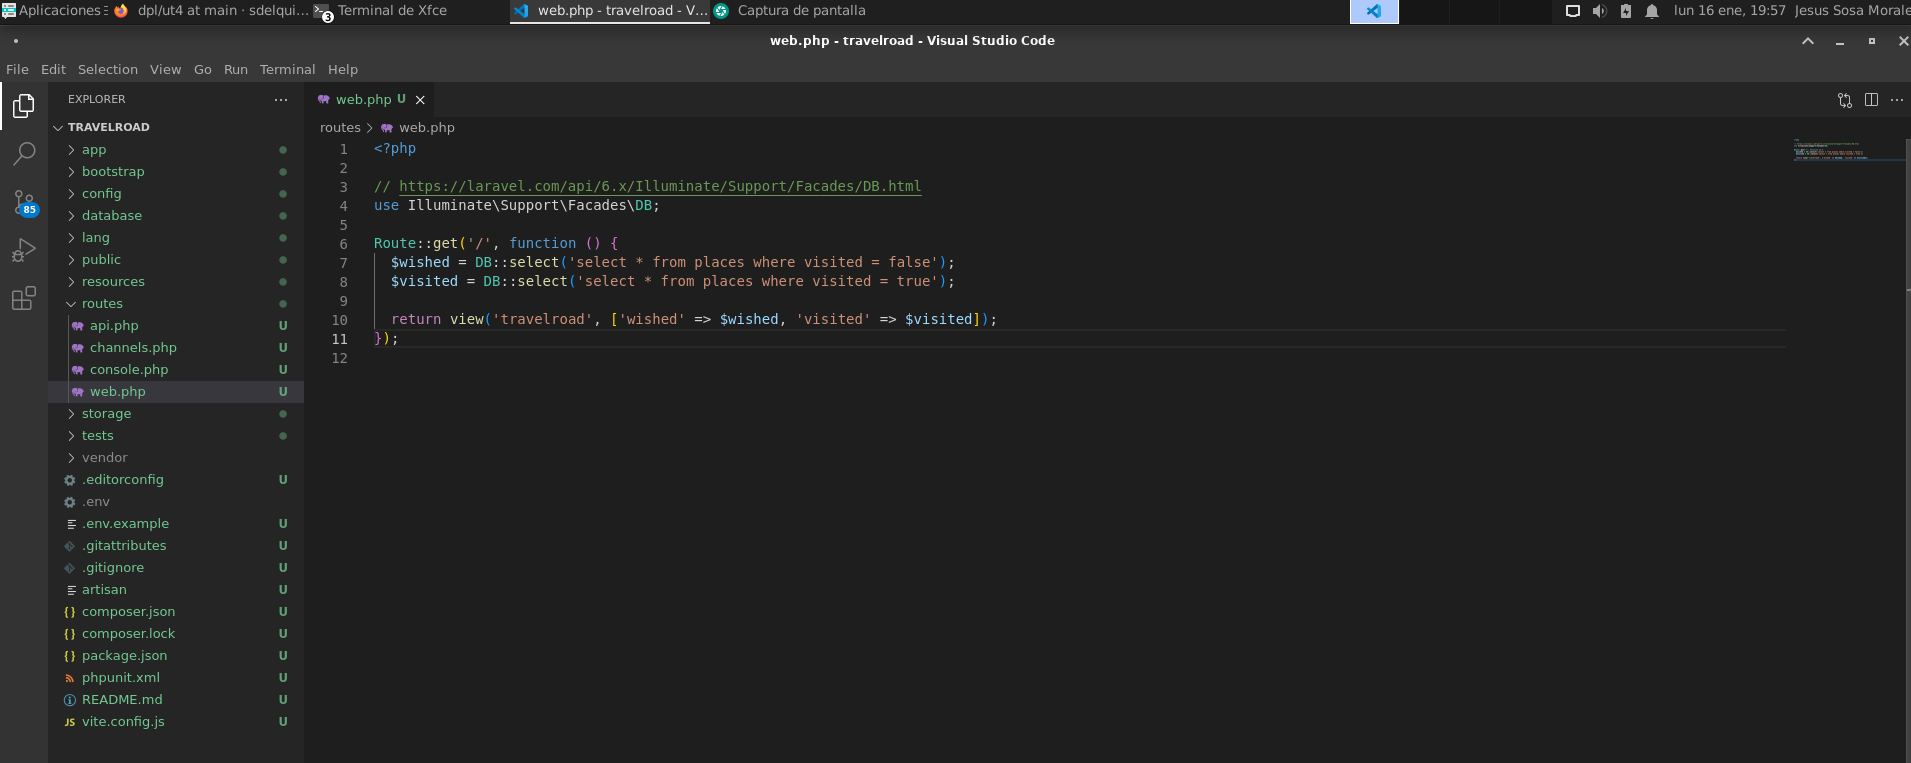 Aplicaciones dpl/ut4 at main · sdelqui... 3 Terminal de Xfce web.php - travelroad - V... Captura de pantalla lun 16 ene, 19:57 Jesus Sosa Morale
web.php - travelroad - Visual Studio Code
File Edit Selection View Go Run Terminal Help
EXPLORER ···
web.php U
TRAVELROAD
routes > web.php
app
bootstrap
config
database
lang
public
resources
routes
api.php U
channels.php U
console.php U
web.php U
storage
tests
vendor
.editorconfig U
.env
.env.example U
.gitattributes U
.gitignore U
artisan U
{} composer.json U
{} composer.lock U
{} package.json U
phpunit.xml U
README.md U
JS vite.config.js U
85
1 <?php
2
3 // https://laravel.com/api/6.x/Illuminate/Support/Facades/DB.html
4 use Illuminate\Support\Facades\DB;
5
6 Route::get('/', function () {
7   $wished = DB::select('select * from places where visited = false');
8   $visited = DB::select('select * from places where visited = true');
9
10   return view('travelroad', ['wished' => $wished, 'visited' => $visited]);
11 });
12